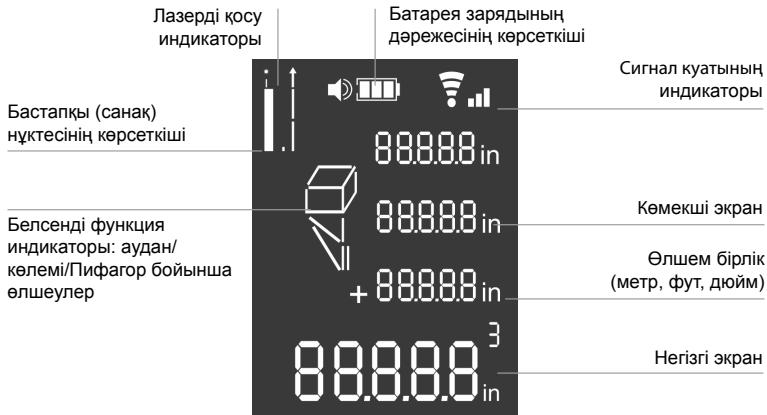 Лазерді қосу
индикаторы
Батарея зарядының
дәрежесінің көрсеткіші
Сигнал куатының
индикаторы
Бастапқы (санақ)
нүктесінің көрсеткіші
88.8.8.8 in
88.8.8.8 in
Көмекші экран
Белсенді функция
индикаторы: аудан/
көлемі/Пифагор бойынша
өлшеулер
Өлшем бірлік
(метр, фут, дюйм)
+ 88.8.8.8 in
3
88.8.8.8 in
Негізгі экран